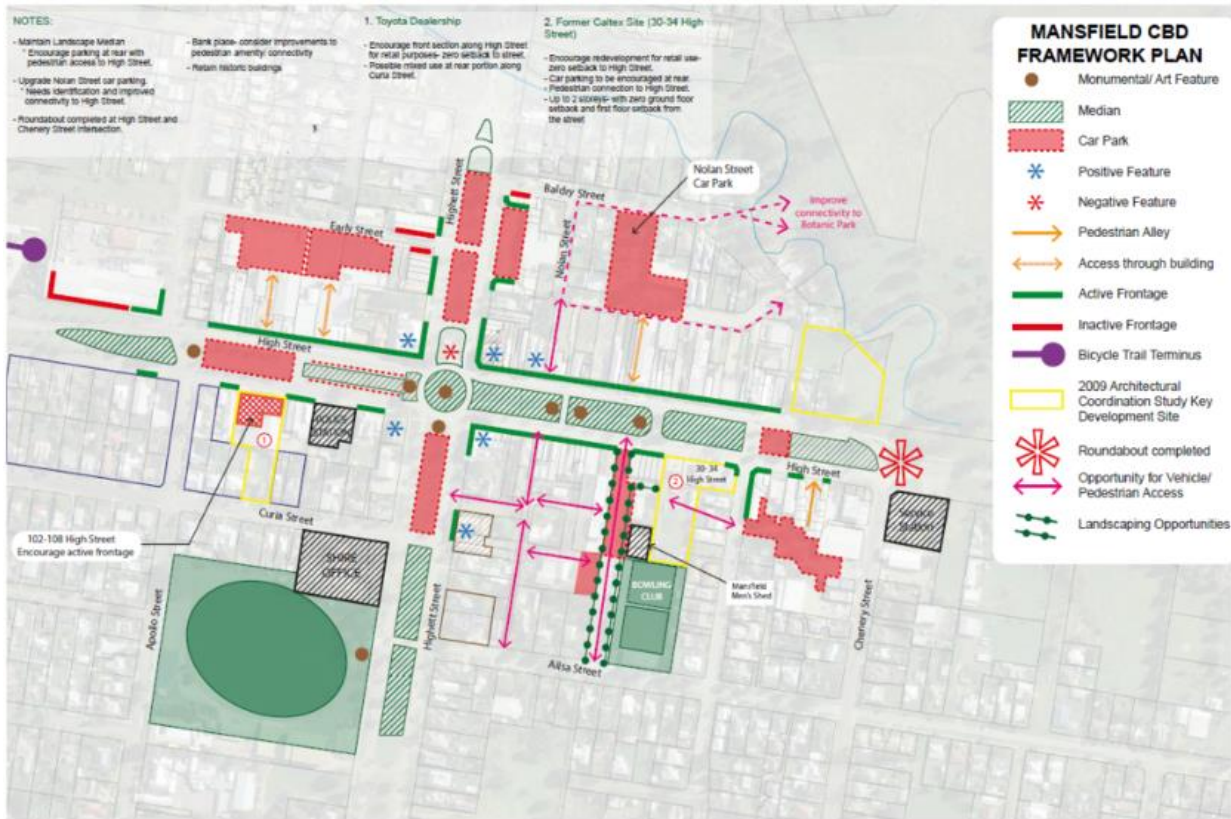 NOTES:
- Maintain Landscape Median
* Encourage parking at rear with
pedestrian access to High Street.
- Upgrade Nolan Street car parking.
* Needs identification and improved
connectivity to High Street.
- Roundabout completed at High Street and
Chenery Street intersection.
- Bank place- consider improvements to
pedestrian amenity/ connectivity
- Retain historic buildings
1. Toyota Dealership
- Encourage front section along High Street
for retail purposes- zero setback to street.
- Possible mixed use at rear portion along
Curia Street.
2. Former Caltex Site (30-34 High
Street)
- Encourage redevelopment for retail use-
zero setback to High Street.
- Car parking to be encouraged at rear.
- Pedestrian connection to High Street.
- Up to 2 storeys- with zero ground floor
setback and first floor setback from
the street
MANSFIELD CBD
FRAMEWORK PLAN
Monumental/ Art Feature
Median
Car Park
Positive Feature
Negative Feature
Pedestrian Alley
Access through building
Active Frontage
Inactive Frontage
Bicycle Trail Terminus
2009 Architectural
Coordination Study Key
Development Site
Roundabout completed
Opportunity for Vehicle/
Pedestrian Access
Landscaping Opportunities
Highett Street
Baldry Street
Nolan Street
Car Park
Improve
connectivity to
Botanic Park
Early Street
Nolan Street
High Street
1
30-34
High Street
2
High Street
Service
Station
Curia Street
102-108 High Street
Encourage active frontage
SHIRE
OFFICE
Mansfield
Men's Shed
BOWLING
CLUB
Apollo Street
Highett Street
Ailsa Street
Chenery Street